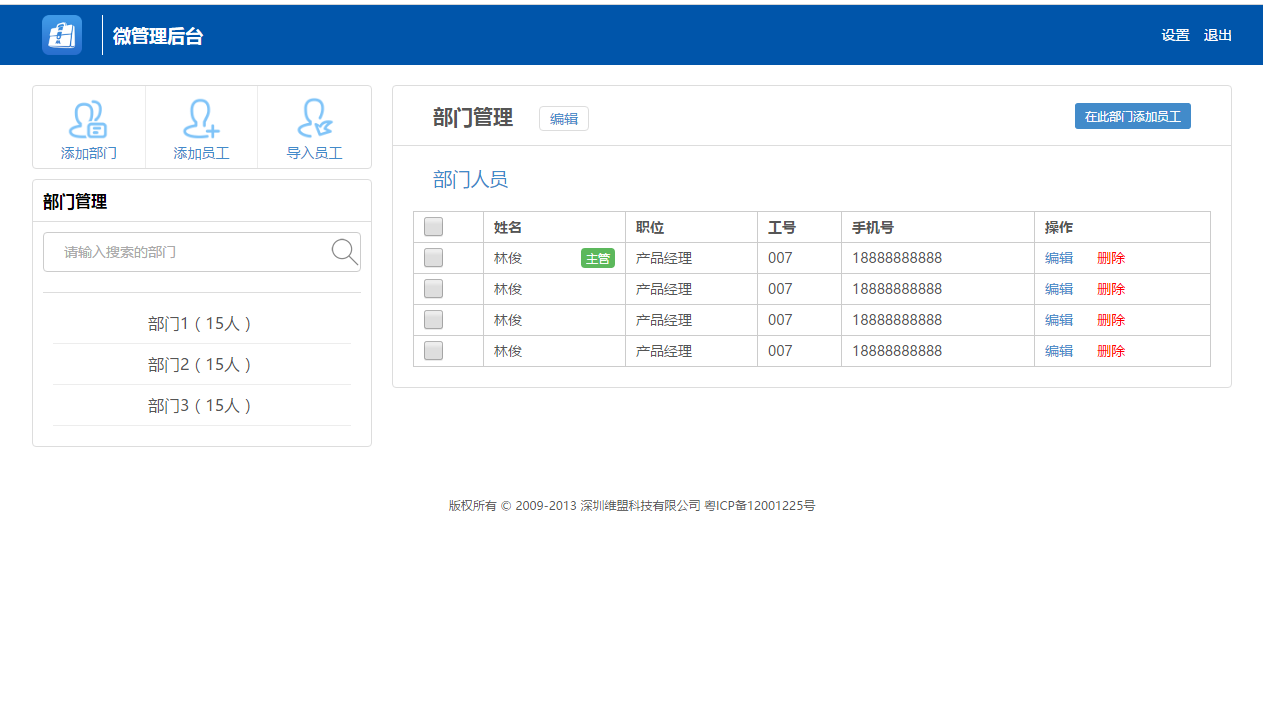 微管理后台
设置 退出
添加部门 添加员工 导入员工
部门管理
请输入搜索的部门
部门1（15人）
部门2（15人）
部门3（15人）
部门管理 编辑 在此部门添加员工
部门人员
姓名 职位 工号 手机号 操作
林俊 主管 产品经理 007 18888888888 编辑 删除
林俊 产品经理 007 18888888888 编辑 删除
林俊 产品经理 007 18888888888 编辑 删除
林俊 产品经理 007 18888888888 编辑 删除
版权所有 © 2009-2013 深圳维盟科技有限公司 粤ICP备12001225号